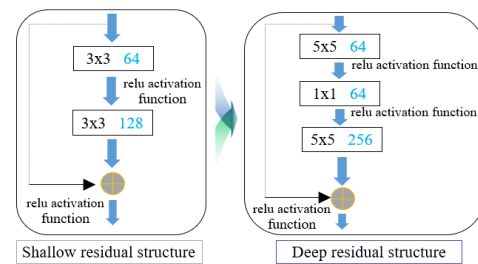 3x3 64
relu activation
function
3x3 128
relu activation
function
Shallow residual structure
5x5 64
relu activation function
1x1 64
relu activation function
5x5 256
relu activation
function
Deep residual structure